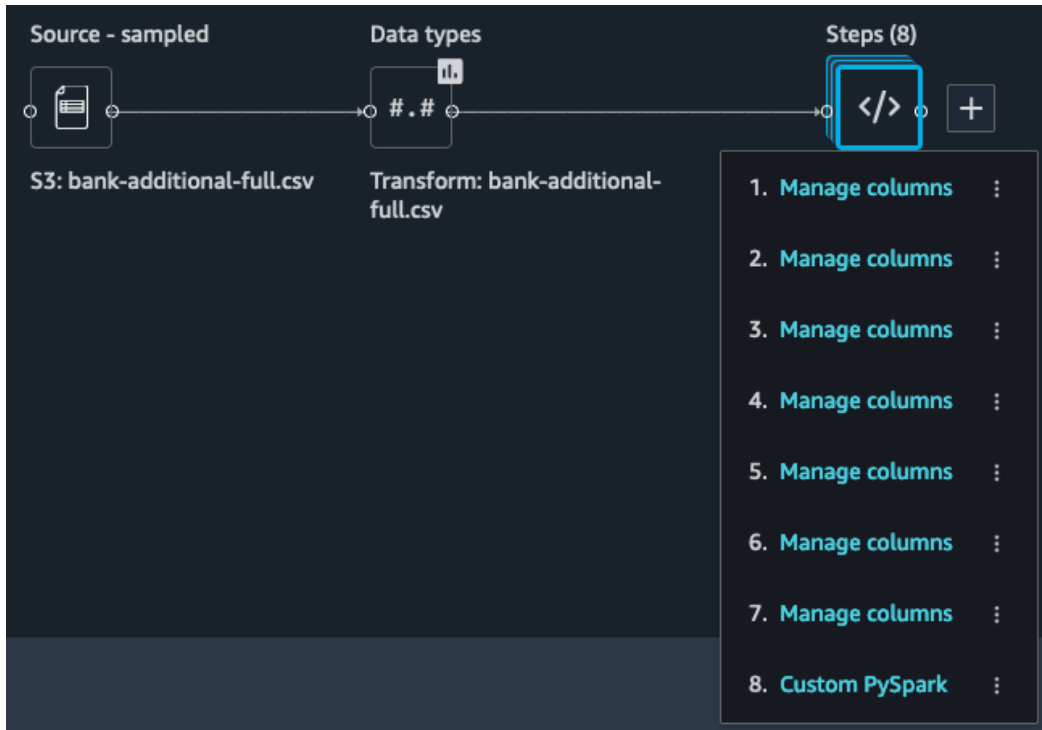 Source - sampled
Data types
Steps (8)
#.#
</>
+
S3: bank-additional-full.csv
Transform: bank-additional-
full.csv
1. Manage columns
2. Manage columns
3. Manage columns
4. Manage columns
5. Manage columns
6. Manage columns
7. Manage columns
8. Custom PySpark